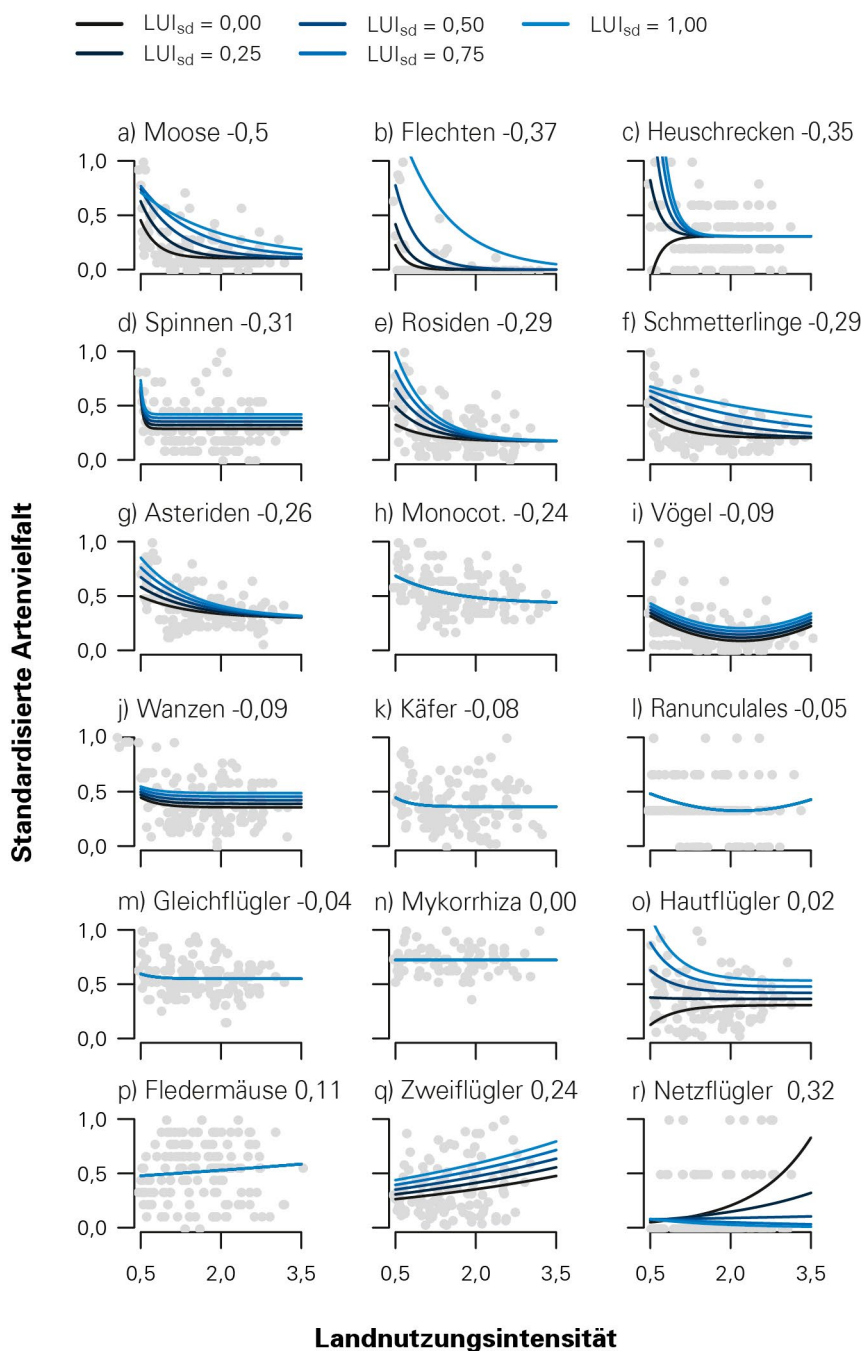 LUIsd = 0,00 LUIsd = 0,50 LUIsd = 1,00
LUIsd = 0,25 LUIsd = 0,75
a) Moose -0,5 b) Flechten -0,37 c) Heuschrecken -0,35
1,0
0,5
0,0
d) Spinnen -0,31 e) Rosiden -0,29 f) Schmetterlinge -0,29
1,0
0,5
0,0
g) Asteriden -0,26 h) Monocot. -0,24 i) Vögel -0,09
1,0
0,5
0,0
j) Wanzen -0,09 k) Käfer -0,08 l) Ranunculales -0,05
1,0
0,5
0,0
m) Gleichflügler -0,04 n) Mykorrhiza 0,00 o) Hautflügler 0,02
1,0
0,5
0,0
p) Fledermäuse 0,11 q) Zweiflügler 0,24 r) Netzflügler 0,32
1,0
0,5
0,0
0,5 2,0 3,5 0,5 2,0 3,5 0,5 2,0 3,5
Standardisierte Artenvielfalt
Landnutzungsintensität